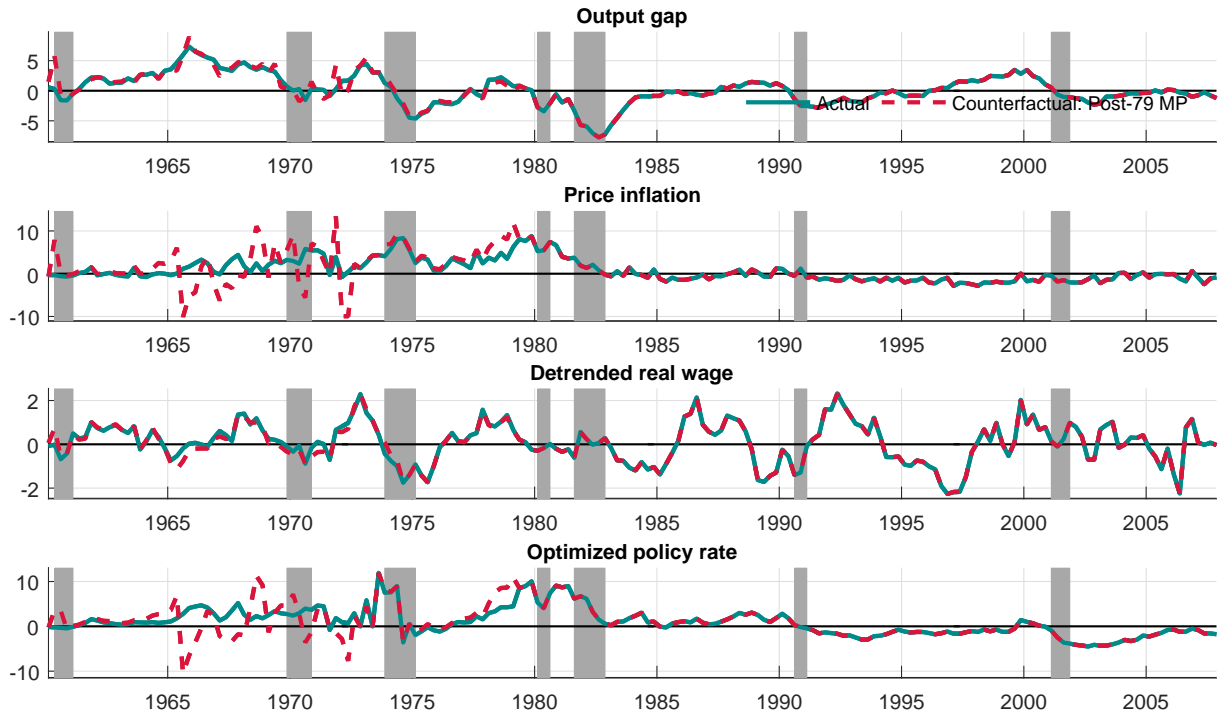 Output gap
5
0
-5
Actual
Counterfactual: Post-79 MP
1965 1970 1975 1980 1985 1990 1995 2000 2005
Price inflation
10
0
-10
1965 1970 1975 1980 1985 1990 1995 2000 2005
Detrended real wage
2
0
-2
1965 1970 1975 1980 1985 1990 1995 2000 2005
Optimized policy rate
10
0
-10
1965 1970 1975 1980 1985 1990 1995 2000 2005